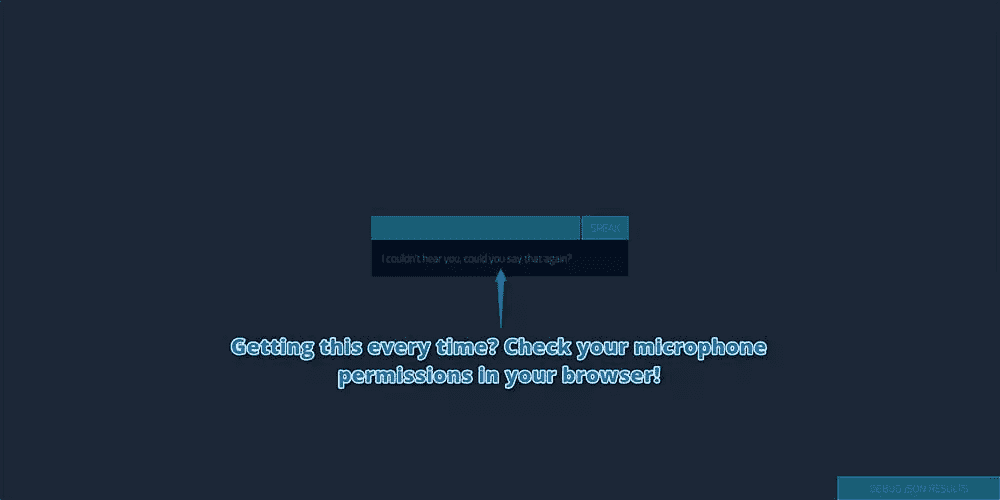 SPEAK
I couldn't hear you, could you say that again?
Getting this every time? Check your microphone
permissions in your browser!
DEBUG JSON RESULTS